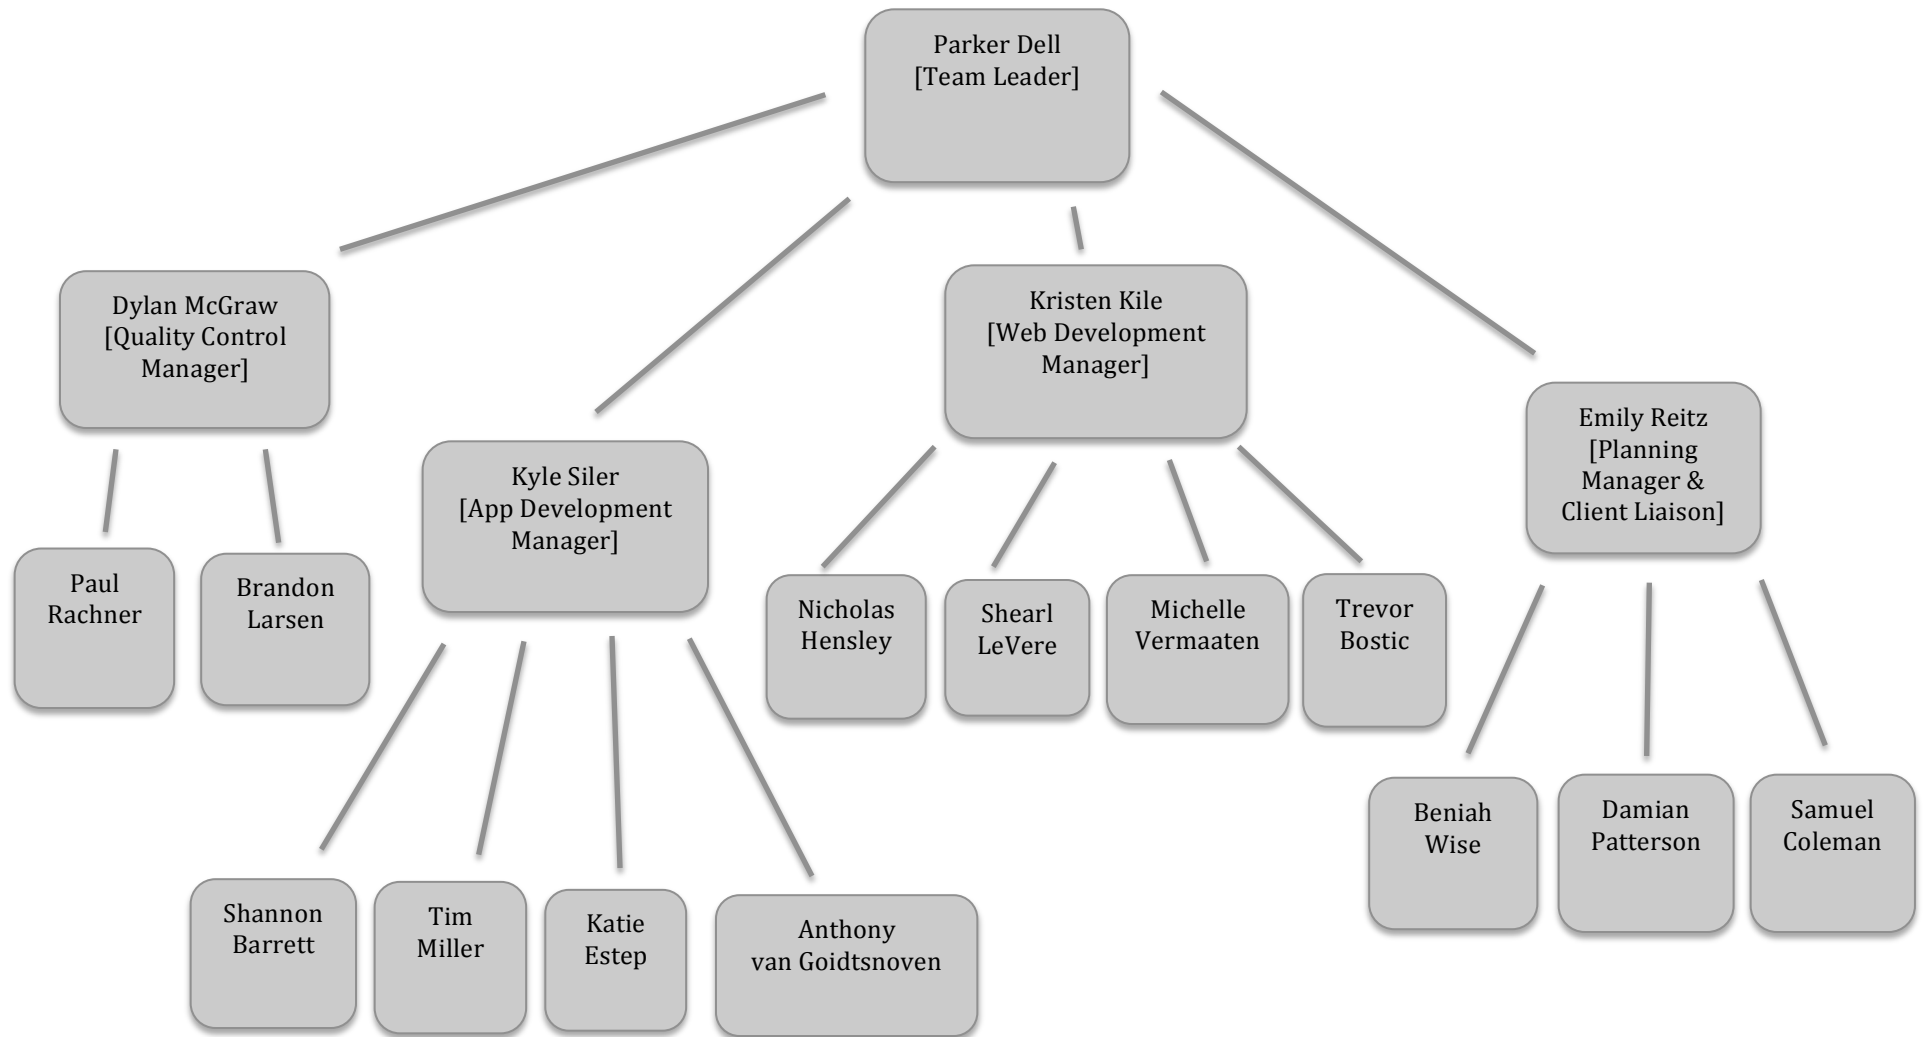 Parker Dell
[Team Leader]
Dylan McGraw
[Quality Control
Manager]
Kristen Kile
[Web Development
Manager]
Emily Reitz
[Planning
Manager &
Client Liaison]
Kyle Siler
[App Development
Manager]
Paul
Rachner
Brandon
Larsen
Nicholas
Hensley
Shearl
LeVere
Michelle
Vermaaten
Trevor
Bostic
Beniah
Wise
Damian
Patterson
Samuel
Coleman
Shannon
Barrett
Tim
Miller
Katie
Estep
Anthony
van Goidtsnoven